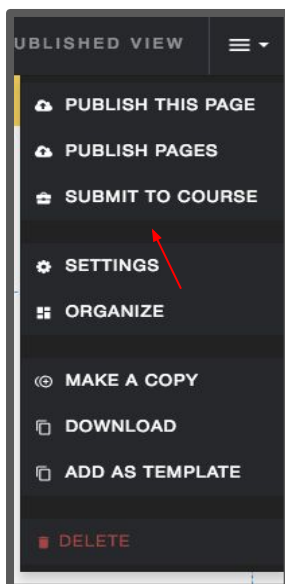 UBLISHED VIEW
PUBLISH THIS PAGE
PUBLISH PAGES
SUBMIT TO COURSE
SETTINGS
ORGANIZE
MAKE A COPY
DOWNLOAD
ADD AS TEMPLATE
DELETE